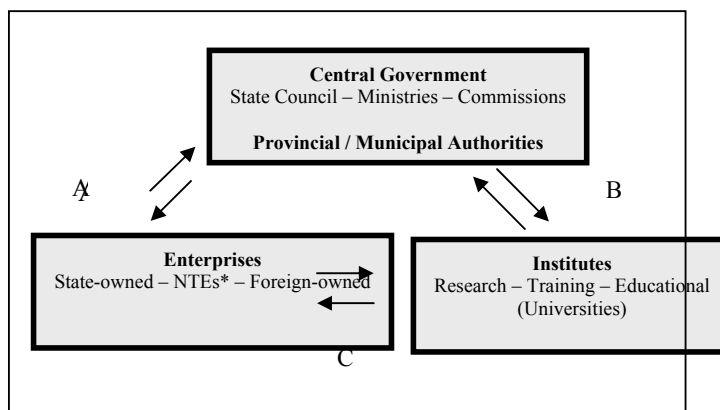 Central Government
State Council – Ministries – Commissions
Provincial / Municipal Authorities
A
B
Enterprises
State-owned – NTEs* – Foreign-owned
Institutes
Research – Training – Educational
(Universities)
C